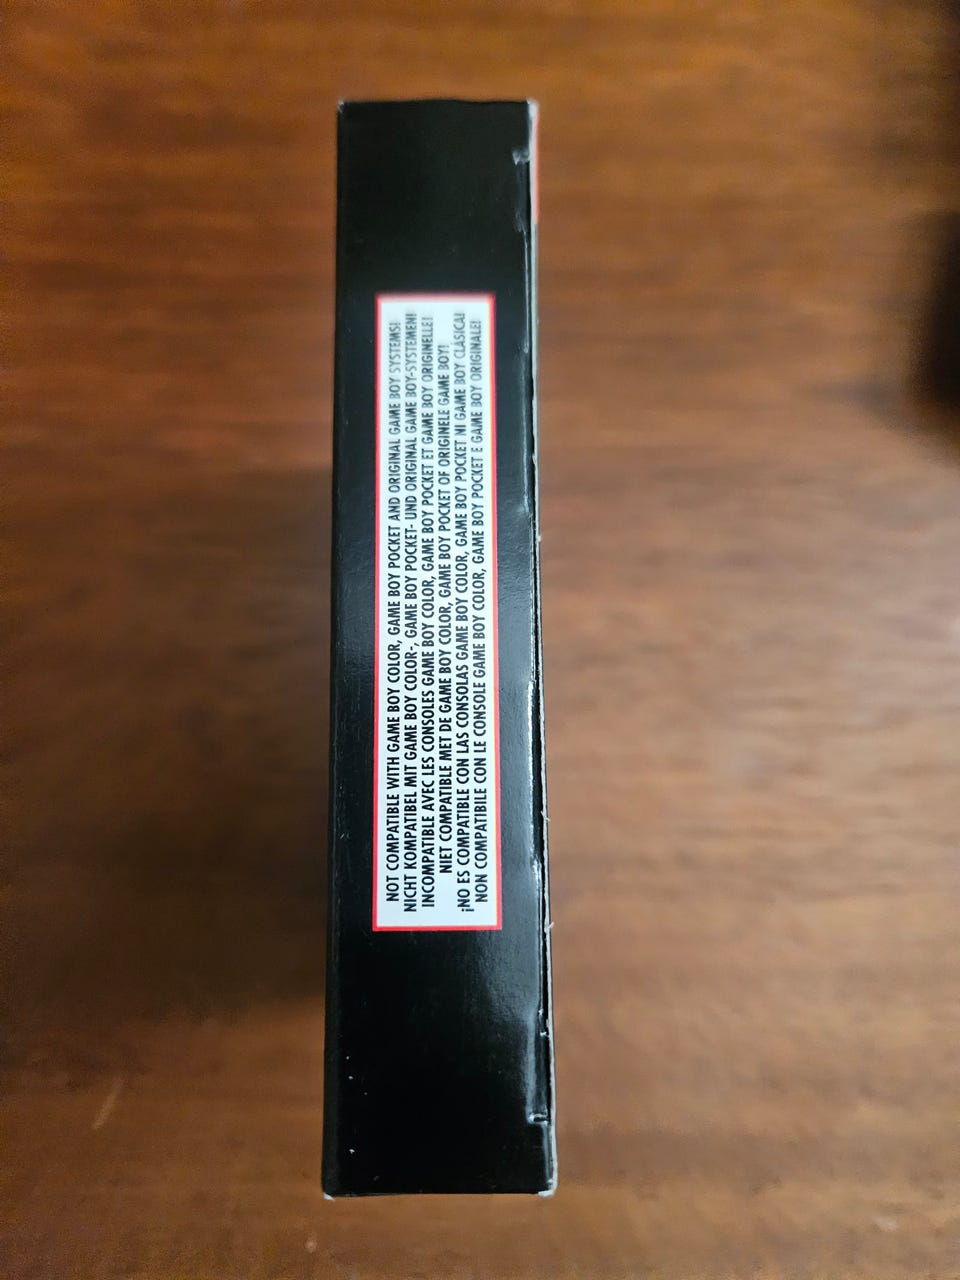 NOT COMPATIBLE WITH GAME BOY COLOR, GAME BOY POCKET AND ORIGINAL GAME BOY SYSTEMS!
NICHT KOMPATIBEL MIT GAME BOY COLOR-, GAME BOY POCKET- UND ORIGINAL GAME BOY-SYSTEMEN!
INCOMPATIBLE AVEC LES CONSOLES GAME BOY COLOR, GAME BOY POCKET ET GAME BOY ORIGINELLE!
NIET COMPATIBLE MET DE GAME BOY COLOR, GAME BOY POCKET OF ORIGINELE GAME BOY!
¡NO ES COMPATIBLE CON LAS CONSOLAS GAME BOY COLOR, GAME BOY POCKET NI GAME BOY CLÁSICA!
NON COMPATIBILE CON LE CONSOLE GAME BOY COLOR, GAME BOY POCKET E GAME BOY ORIGINALE!